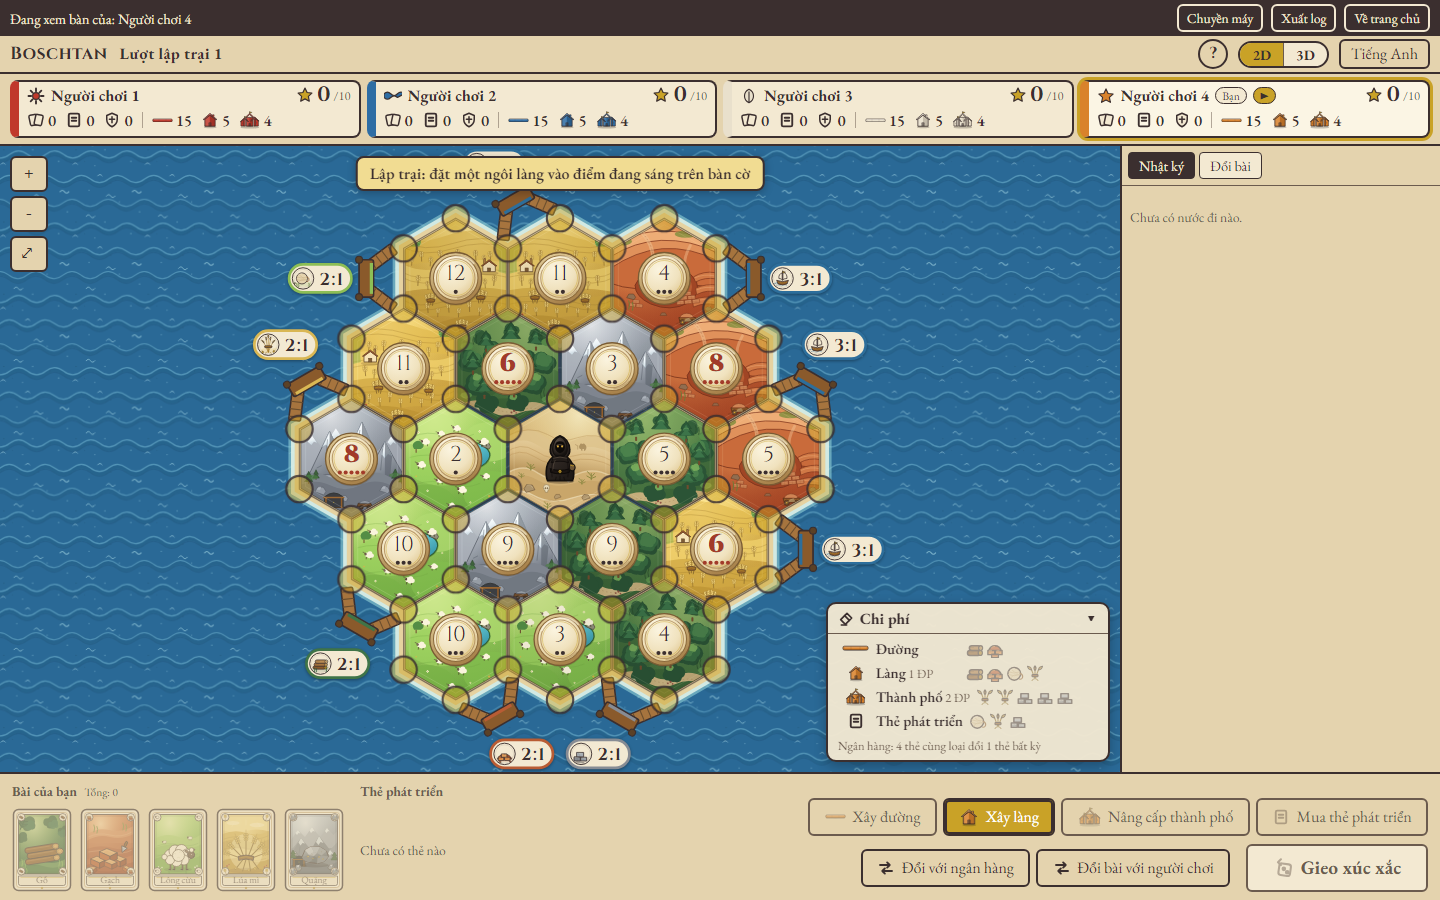 Đang xem bàn của: Người chơi 4
Chuyền máy
Xuất log
Về trang chủ
BOSCHTAN Lượt lập trại 1
?
2D
3D
Tiếng Anh
Người chơi 1 0 /10
0 0 0 15 5 4
Người chơi 2 0 /10
0 0 0 15 5 4
Người chơi 3 0 /10
0 0 0 15 5 4
Người chơi 4 Bạn 0 /10
0 0 0 15 5 4
+
-
Lập trại: đặt một ngôi làng vào điểm đang sáng trên bàn cờ
Nhật ký
Đổi bài
Chưa có nước đi nào.
2:1 12 11 4 3:1
2:1 11 6 3 8 3:1
8 2 5 5
10 9 9 6 3:1
10 3 4
2:1
2:1 2:1
Chi phí
Đường
Làng 1 ĐP
Thành phố 2 ĐP
Thẻ phát triển
Ngân hàng: 4 thẻ cùng loại đổi 1 thẻ bất kỳ
Bài của bạn Tổng: 0
Gỗ
Gạch
Lông cừu
Lúa mì
Quặng
Thẻ phát triển
Chưa có thẻ nào
Xây đường
Xây làng
Nâng cấp thành phố
Mua thẻ phát triển
Đổi với ngân hàng
Đổi bài với người chơi
Gieo xúc xắc